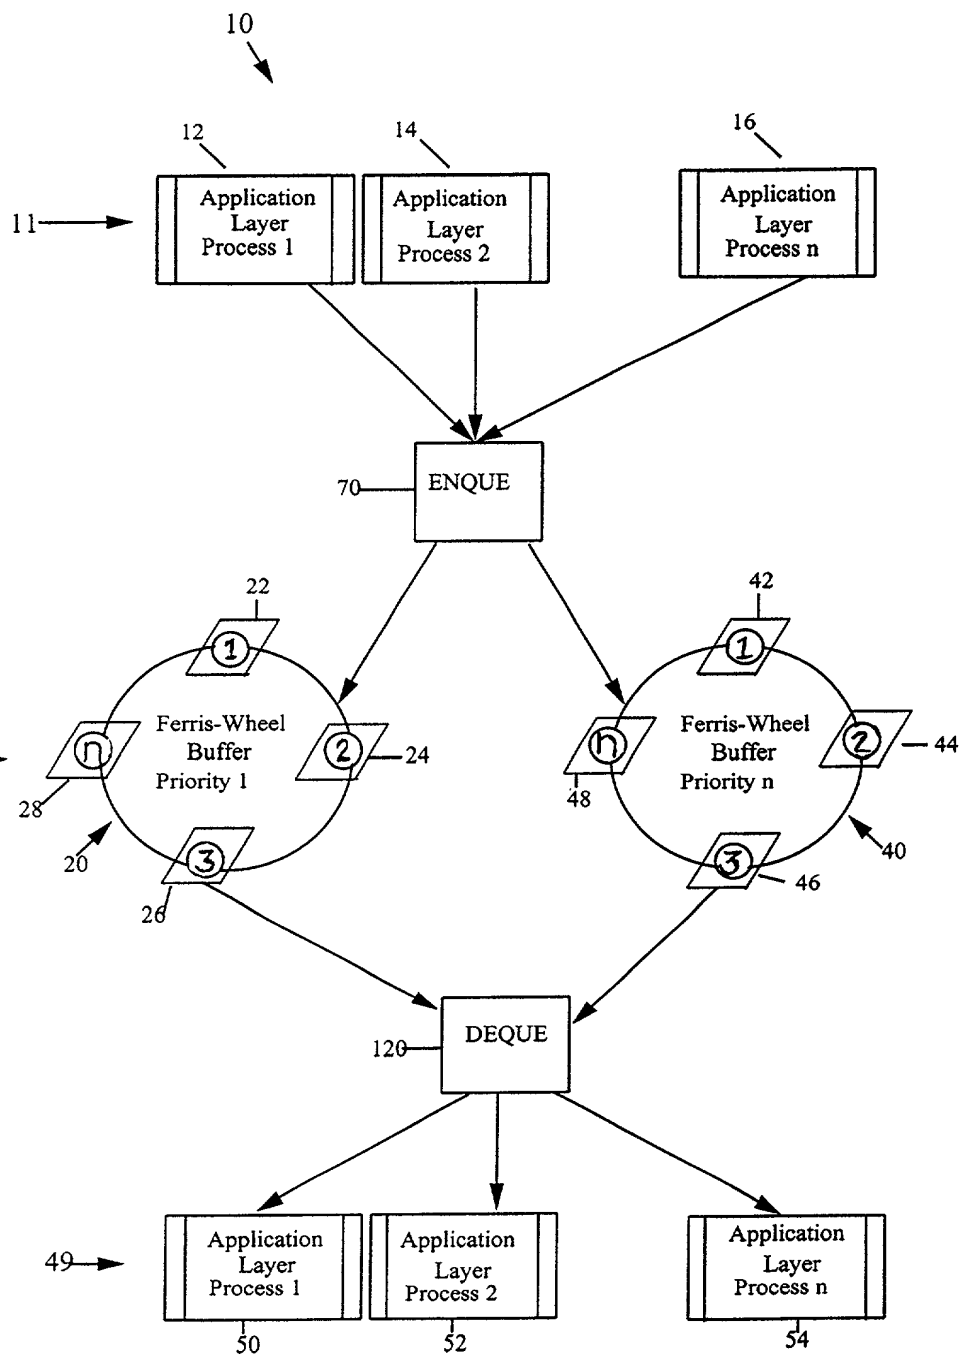 10
12
14
16
11
Application
Layer
Process 1
Application
Layer
Process 2
Application
Layer
Process n
70
ENQUE
22
42
1
1
Ferris-Wheel
Buffer
Priority 1
n
2
24
28
20
3
26
Ferris-Wheel
Buffer
Priority n
n
2
44
48
40
3
46
120
DEQUE
49
Application
Layer
Process 1
Application
Layer
Process 2
Application
Layer
Process n
50
52
54